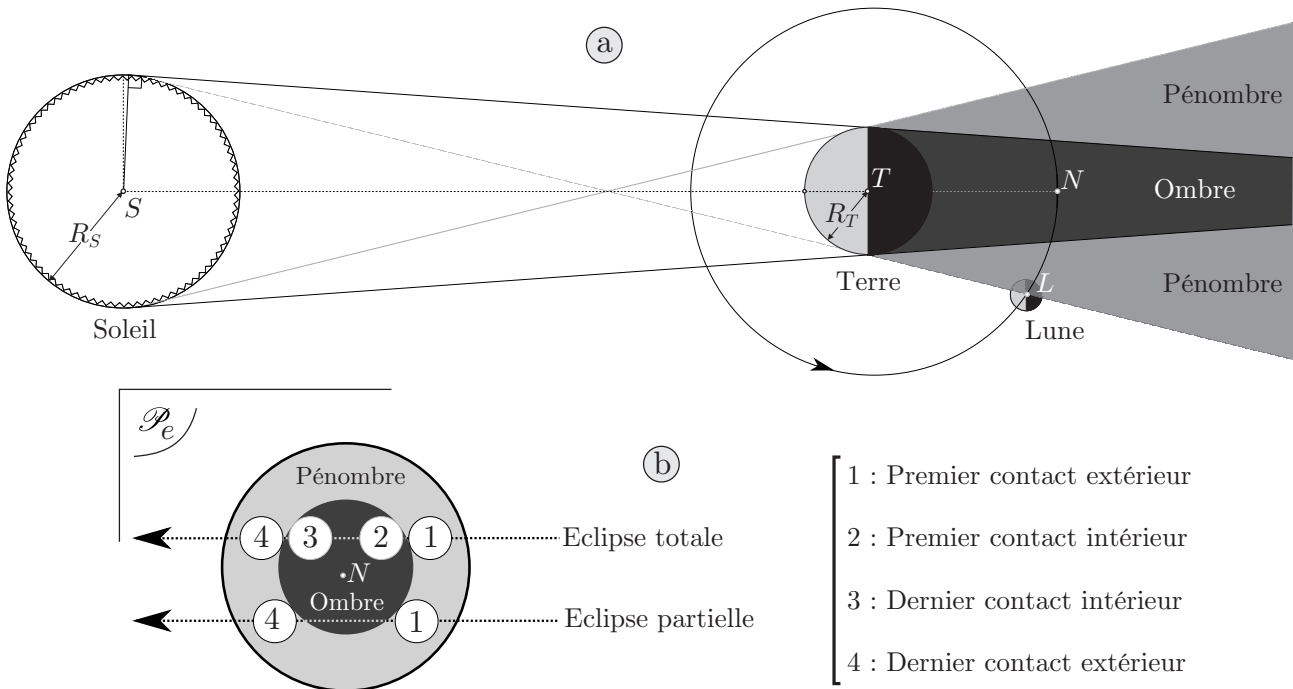 a
Pénombre
S
T
N
Ombre
R_S
R_T
Terre
Pénombre
L
Soleil
Lune
𝒫e
b
Pénombre
1 : Premier contact extérieur
4 3 2 1 Eclipse totale
2 : Premier contact intérieur
N
Ombre
3 : Dernier contact intérieur
4 1 Eclipse partielle
4 : Dernier contact extérieur